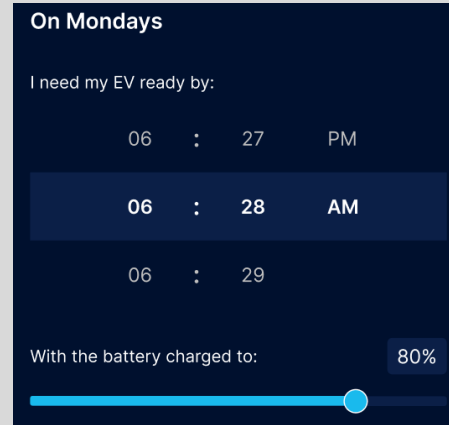 On Mondays
I need my EV ready by:
06 : 27 PM
06 : 28 AM
06 : 29
With the battery charged to: 80%